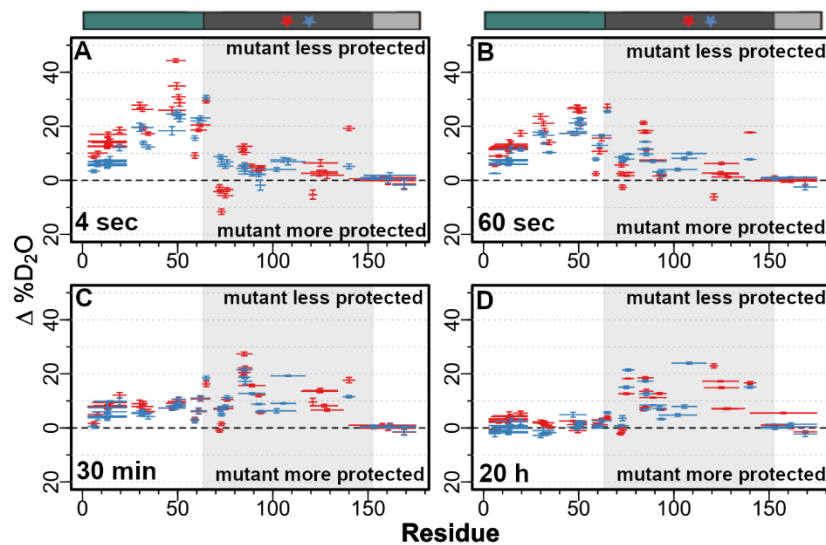 A
mutant less protected
4 sec
mutant more protected
B
mutant less protected
60 sec
mutant more protected
40
20
0
20
Δ %D₂O
C
mutant less protected
30 min
mutant more protected
D
mutant less protected
20 h
mutant more protected
40
20
0
20
0 50 100 150
0 50 100 150
Residue